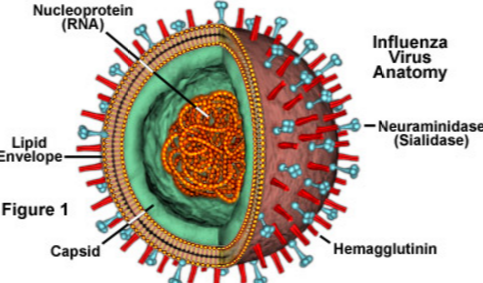 Nucleoprotein
(RNA)
Influenza
Virus
Anatomy
Neuraminidase
(Sialidase)
Lipid
Envelope
Figure 1
Capsid
Hemagglutinin